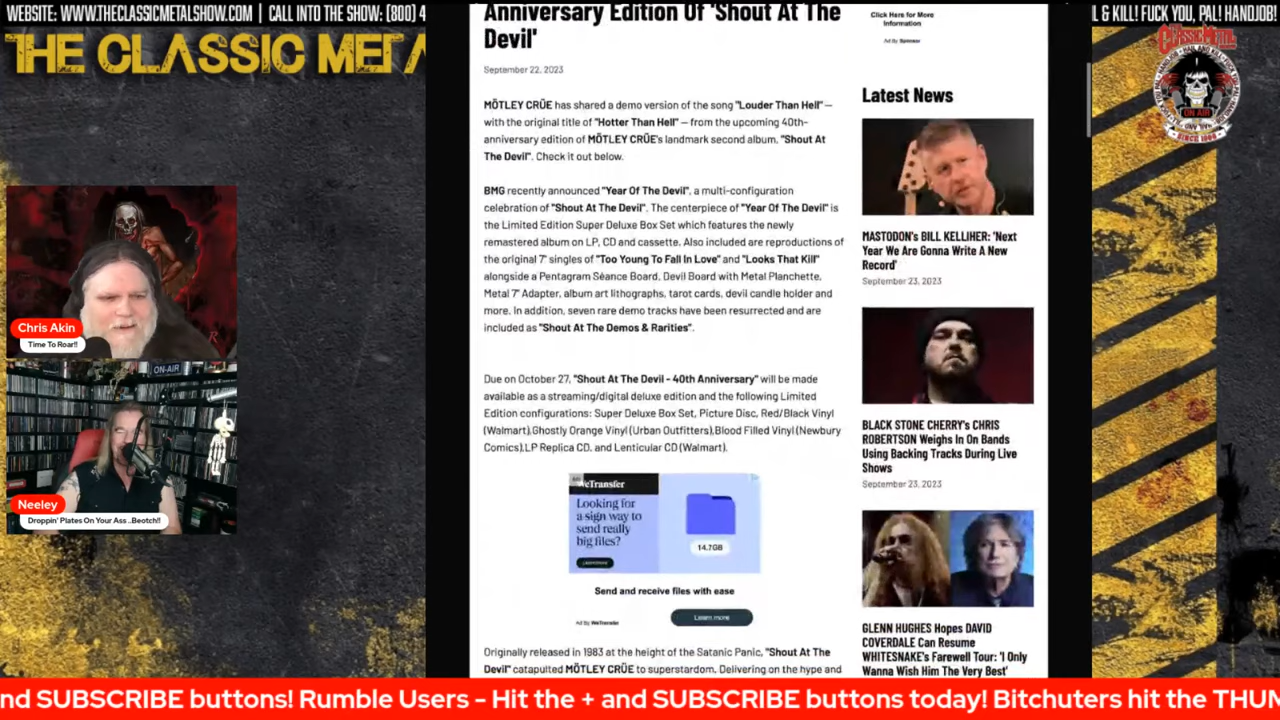 WEBSITE: WWW.THECLASSICMETALSHOW.COM | CALL INTO THE SHOW: (800) 4
L & KILL! FUCK YOU, PAL! HANDJOB!
THE CLASSIC META
CLASSIC METAL
ON AIR
SINCE 1996
Anniversary Edition Of 'Shout At The
Devil'
September 22, 2023
MÖTLEY CRÜE has shared a demo version of the song "Louder Than Hell" —
with the original title of "Hotter Than Hell" — from the upcoming 40th-
anniversary edition of MÖTLEY CRÜE's landmark second album, "Shout At
The Devil". Check it out below.
BMG recently announced "Year Of The Devil", a multi-configuration
celebration of "Shout At The Devil". The centerpiece of "Year Of The Devil" is
the Limited Edition Super Deluxe Box Set which features the newly
remastered album on LP, CD and cassette. Also included are reproductions of
the original 7" singles of "Too Young To Fall In Love" and "Looks That Kill"
alongside a Pentagram Séance Board, Devil Board with Metal Planchette,
Metal 7" Adapter, album art lithographs, tarot cards, devil candle holder and
more. In addition, seven rare demo tracks have been resurrected and are
included as "Shout At The Demos & Rarities".
Due on October 27, "Shout At The Devil - 40th Anniversary" will be made
available as a streaming/digital deluxe edition and the following Limited
Edition configurations: Super Deluxe Box Set, Picture Disc, Red/Black Vinyl
(Walmart),Ghostly Orange Vinyl (Urban Outfitters),Blood Filled Vinyl (Newbury
Comics),LP Replica CD, and Lenticular CD (Walmart).
WeTransfer
Looking for
a sign way to
send really
big files?
14.7GB
Send and receive files with ease
Ad By WeTransfer
Learn more
Originally released in 1983 at the height of the Satanic Panic, "Shout At The
Devil" catapulted MÖTLEY CRÜE to superstardom. Delivering on the hype and
Click Here for More
Information
Ad By Sponsor
Latest News
MASTODON's BILL KELLIHER: 'Next
Year We Are Gonna Write A New
Record'
September 23, 2023
BLACK STONE CHERRY's CHRIS
ROBERTSON Weighs In On Bands
Using Backing Tracks During Live
Shows
September 23, 2023
GLENN HUGHES Hopes DAVID
COVERDALE Can Resume
WHITESNAKE's Farewell Tour: 'I Only
Wanna Wish Him The Very Best'
Chris Akin
Time To Roar!!
ON-AIR
Neeley
Droppin' Plates On Your Ass ..Beotch!!
nd SUBSCRIBE buttons! Rumble Users - Hit the + and SUBSCRIBE buttons today! Bitchuters hit the THUM